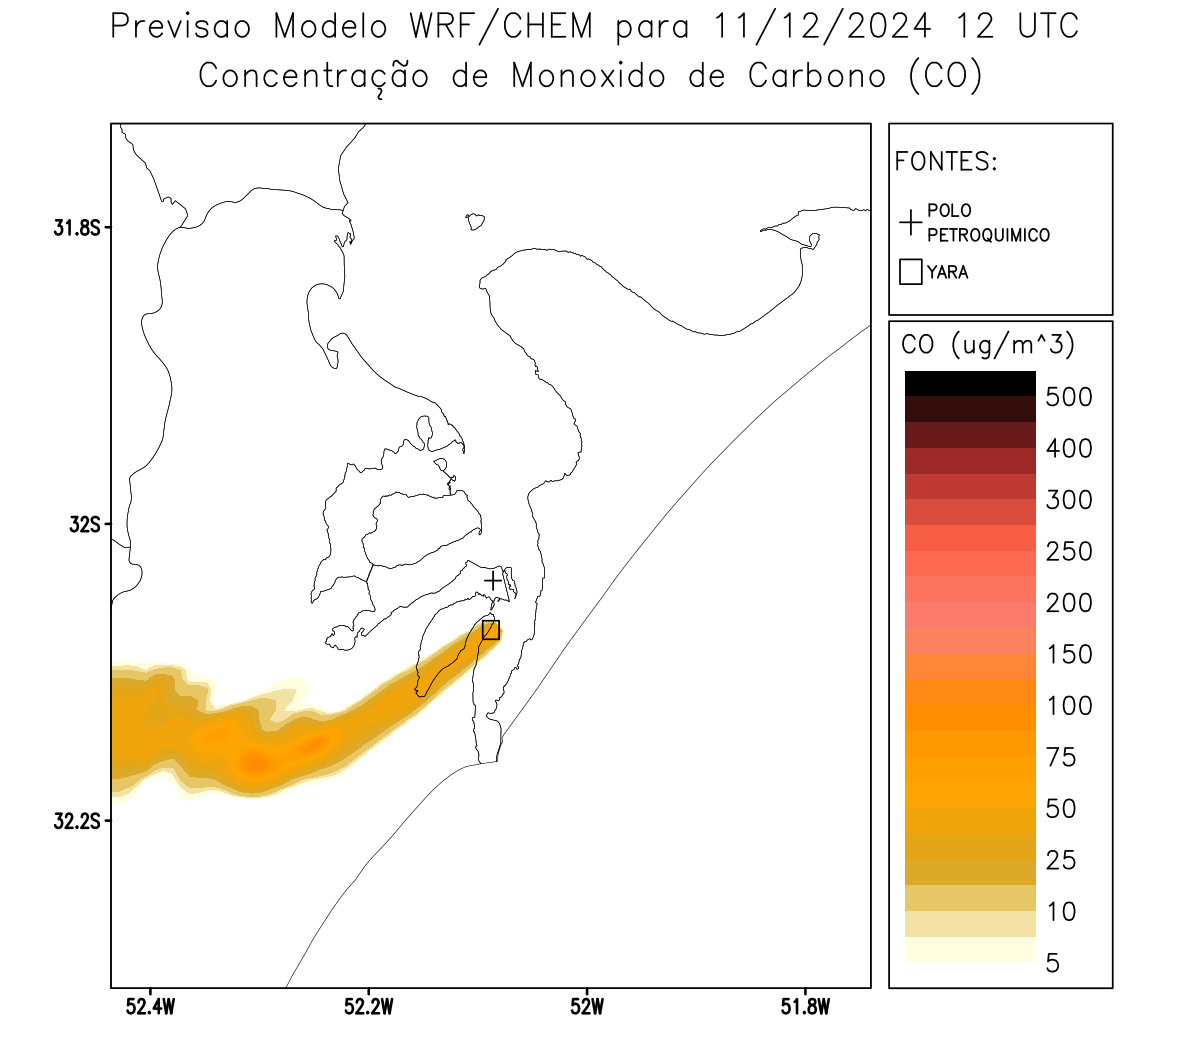 Previsao Modelo WRF/CHEM para 11/12/2024 12 UTC
Concentração de Monoxido de Carbono (CO)
FONTES:
POLO
PETROQUIMICO
YARA
CO (ug/m^3)
500
400
300
250
200
150
100
75
50
25
10
5
31.8S
32S
32.2S
52.4W
52.2W
52W
51.8W